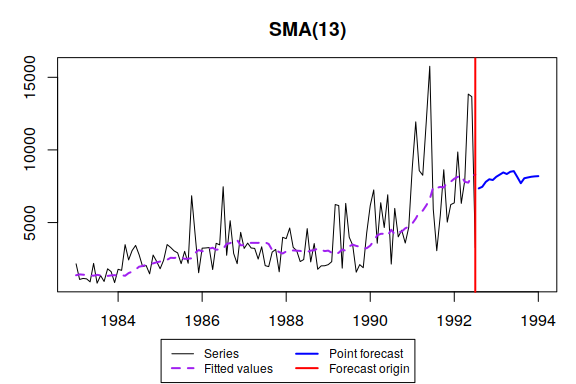 SMA(13)
15000
10000
5000
1984 1986 1988 1990 1992 1994
Series Point forecast
Fitted values Forecast origin